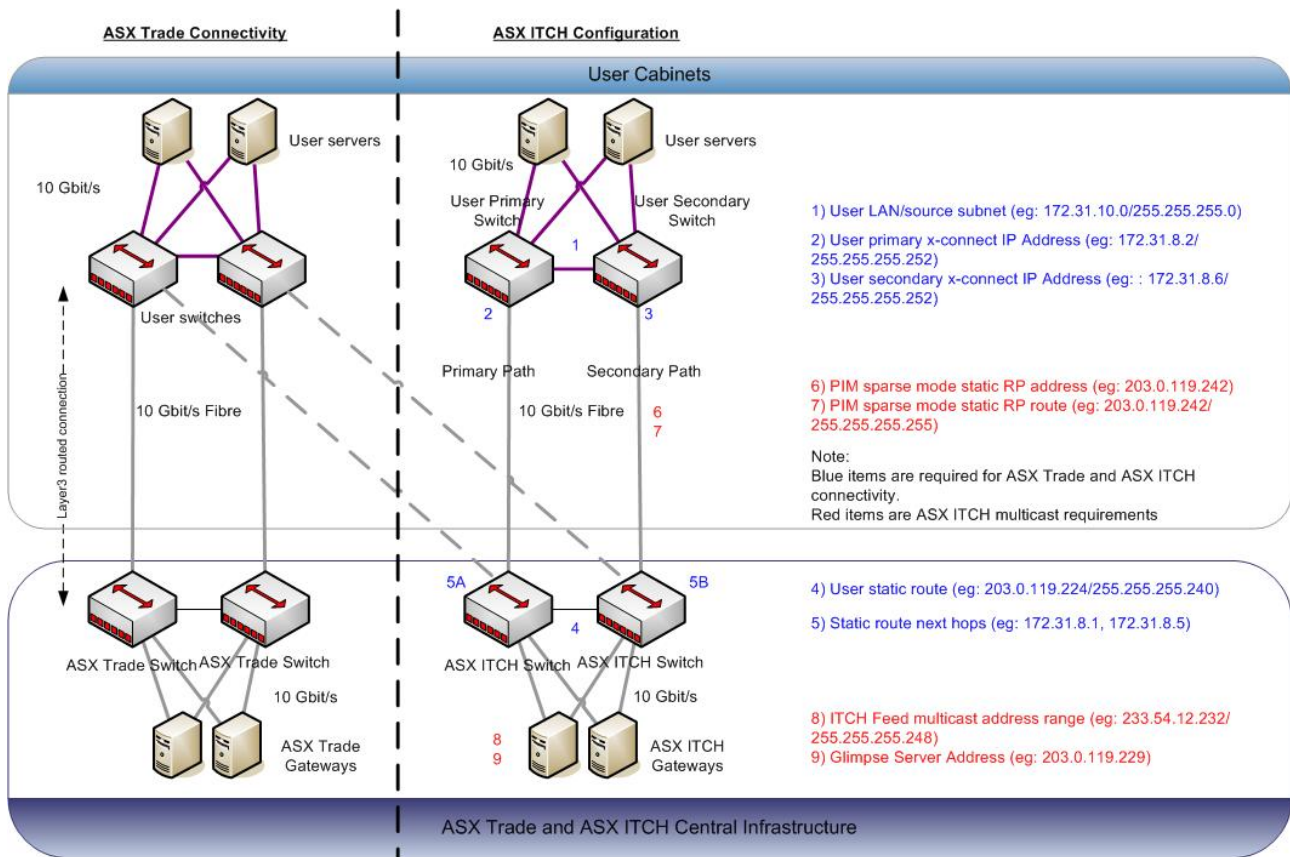 ASX Trade Connectivity
ASX ITCH Configuration
User Cabinets
User servers
10 Gbit/s
User switches
Layer3 routed connection
10 Gbit/s Fibre
User servers
10 Gbit/s
User Primary
Switch
User Secondary
Switch
1
2
3
Primary Path
Secondary Path
10 Gbit/s Fibre
6
7
1) User LAN/source subnet (eg: 172.31.10.0/255.255.255.0)
2) User primary x-connect IP Address (eg: 172.31.8.2/
255.255.255.252)
3) User secondary x-connect IP Address (eg: : 172.31.8.6/
255.255.255.252)
6) PIM sparse mode static RP address (eg: 203.0.119.242)
7) PIM sparse mode static RP route (eg: 203.0.119.242/
255.255.255.255)
Note:
Blue items are required for ASX Trade and ASX ITCH
connectivity.
Red items are ASX ITCH multicast requirements
ASX Trade Switch
ASX Trade Switch
10 Gbit/s
ASX Trade
Gateways
5A
5B
4
ASX ITCH Switch
ASX ITCH Switch
10 Gbit/s
8
9
ASX ITCH
Gateways
4) User static route (eg: 203.0.119.224/255.255.255.240)
5) Static route next hops (eg: 172.31.8.1, 172.31.8.5)
8) ITCH Feed multicast address range (eg: 233.54.12.232/
255.255.255.248)
9) Glimpse Server Address (eg: 203.0.119.229)
ASX Trade and ASX ITCH Central Infrastructure